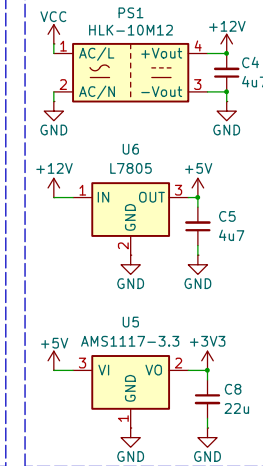 PS1
VCC
HLK-10M12
+12V
1
AC/L
+Vout
4
C4
2
AC/N
-Vout
3
4u7
GND
GND
U6
+12V
L7805
+5V
1
IN
OUT
3
C5
GND
4u7
2
GND
GND
U5
+5V
AMS1117-3.3
+3V3
3
VI
VO
2
C8
GND
22u
1
GND
GND